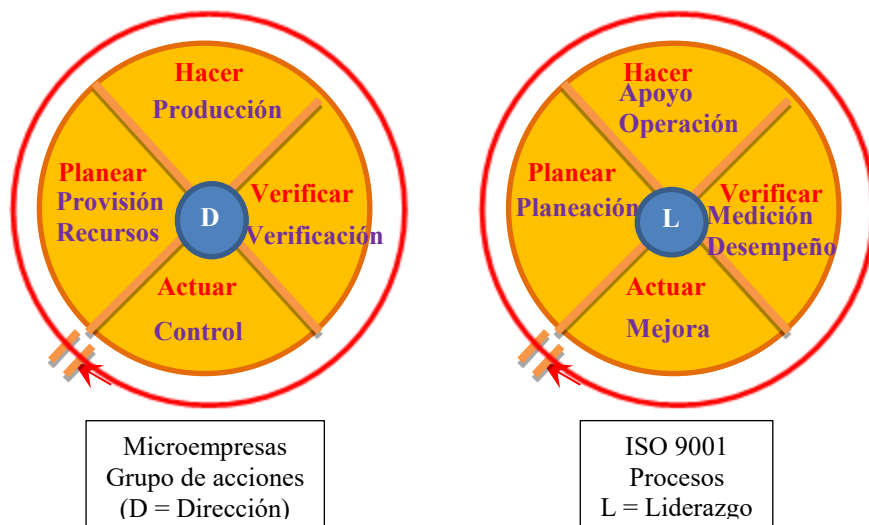 Hacer
Producción
Planear
Provisión
Recursos
D
Verificar
Verificación
Actuar
Control
Microempresas
Grupo de acciones
(D = Dirección)
Hacer
Apoyo
Operación
Planear
Planeación
L
Verificar
Medición
Desempeño
Actuar
Mejora
ISO 9001
Procesos
L = Liderazgo